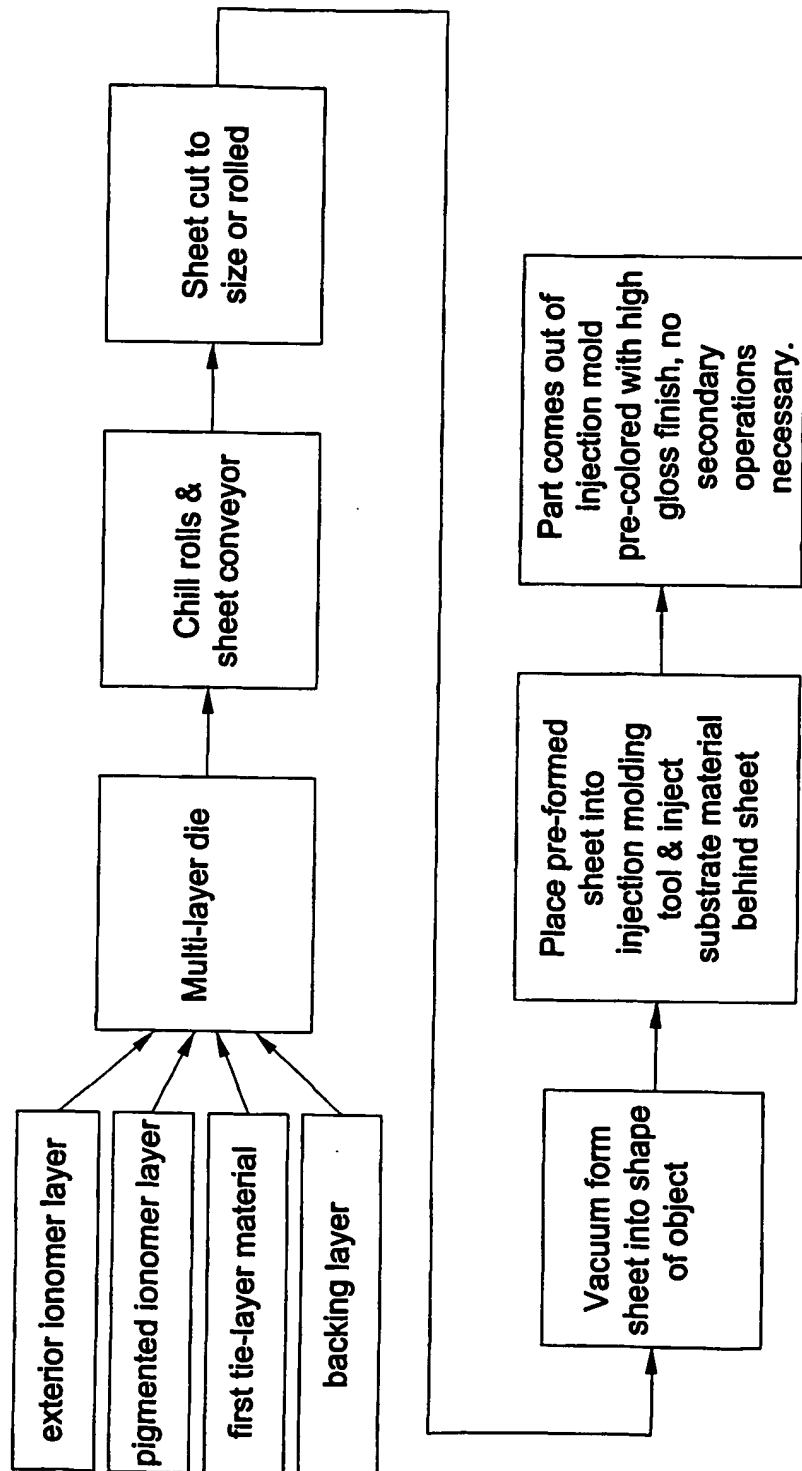 exterior ionomer layer
pigmented ionomer layer
first tie-layer material
backing layer
Multi-layer die
Chill rolls &
sheet conveyor
Sheet cut to
size or rolled
Vacuum form
sheet into shape
of object
Place pre-formed
sheet into
injection molding
tool & inject
substrate material
behind sheet
Part comes out of
injection mold
pre-colored with high
gloss finish, no
secondary
operations
necessary.